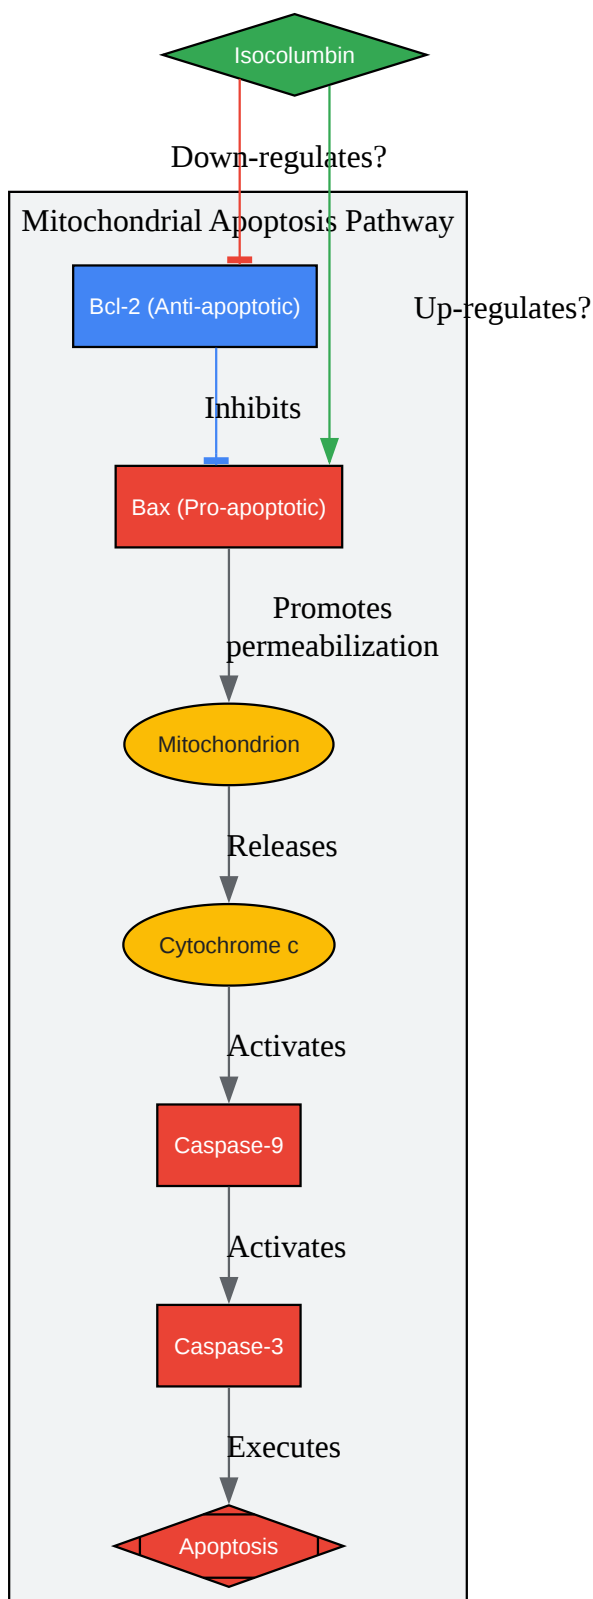 Isocolumbin
Down-regulates?
Mitochondrial Apoptosis Pathway
Bcl-2 (Anti-apoptotic)
Up-regulates?
Inhibits
Bax (Pro-apoptotic)
Promotes
permeabilization
Mitochondrion
Releases
Cytochrome c
Activates
Caspase-9
Activates
Caspase-3
Executes
Apoptosis